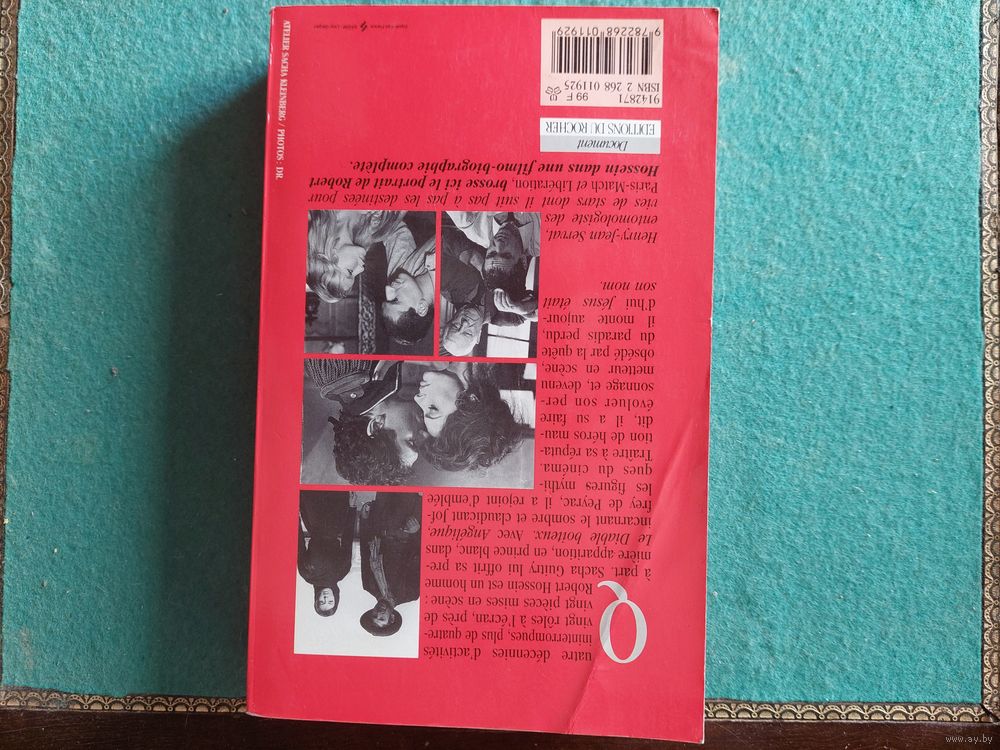 Quatre décennies d'activités
ininterrompues, plus de quatre-
vingt rôles à l'écran, près de
vingt pièces mises en scène :
Robert Hossein est un homme
à part. Sacha Guitry lui offrit sa pre-
mière apparition, en prince blanc, dans
Le Diable boiteux. Avec Angélique,
incarnant le sombre et claudicant Jof-
frey de Peyrac, il a rejoint d'emblée
les figures mythi-
ques du cinéma.
Traître à sa réputa-
tion de héros mau-
dit, il a su faire
évoluer son per-
sonnage et, devenu
metteur en scène,
obsédé par la quête
du paradis perdu,
il monte aujour-
d'hui Jésus était
son nom.
Henry-Jean Servat,
entomologiste des
vies de stars dont il suit pas à pas les destinées pour
Paris-Match et Libération, brosse ici le portrait de Robert
Hossein dans une filmo-biographie complète.
Document
EDITIONS DU ROCHER
9142871
99 F
ISBN 2 268 011925
9 782268 011929
ATELIER SACHA KLEINBERG / PHOTOS : DR.
www.ay.by